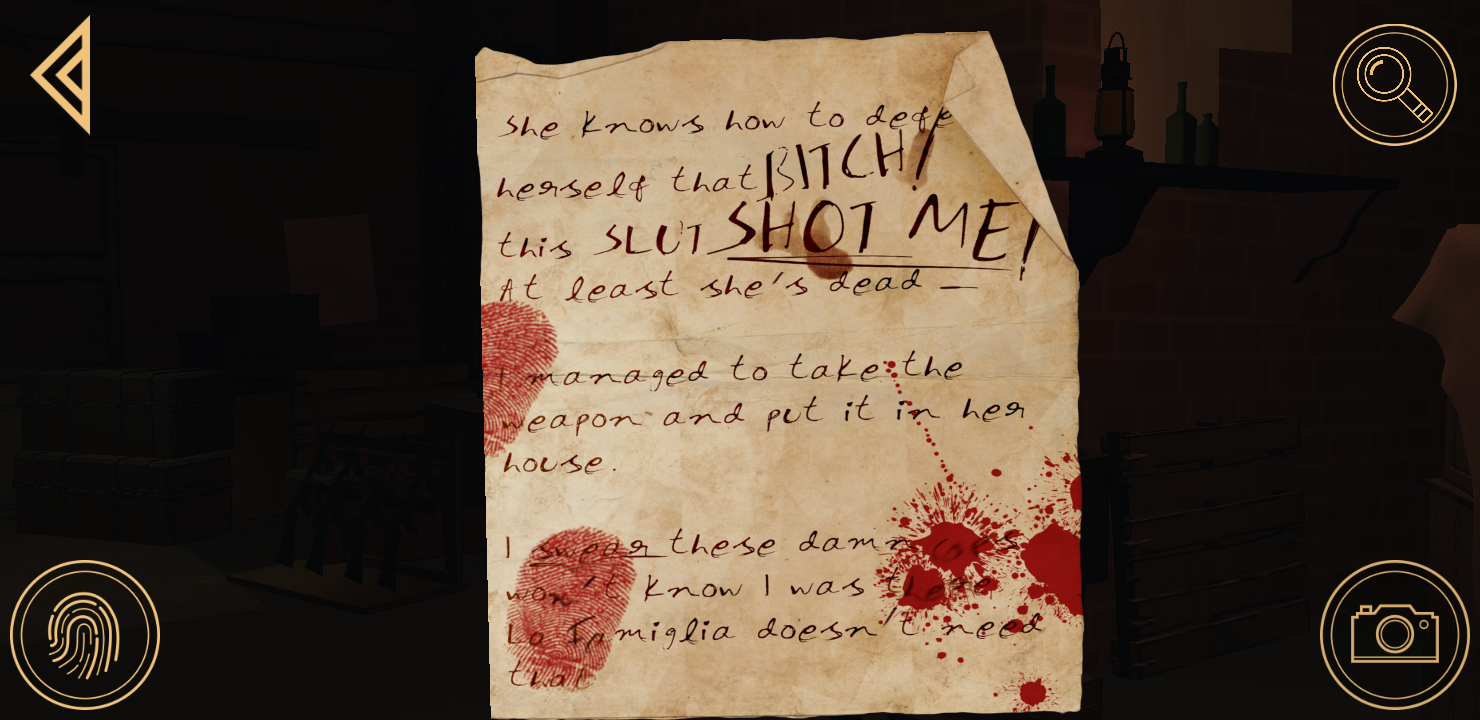 She knows how to defe
herself that BITCH!
this SLUT SHOT ME!
At least she's dead —
I managed to take the
weapon and put it in her
house.
I swear these damn cops
won't know I was there
La Famiglia doesn't need
that